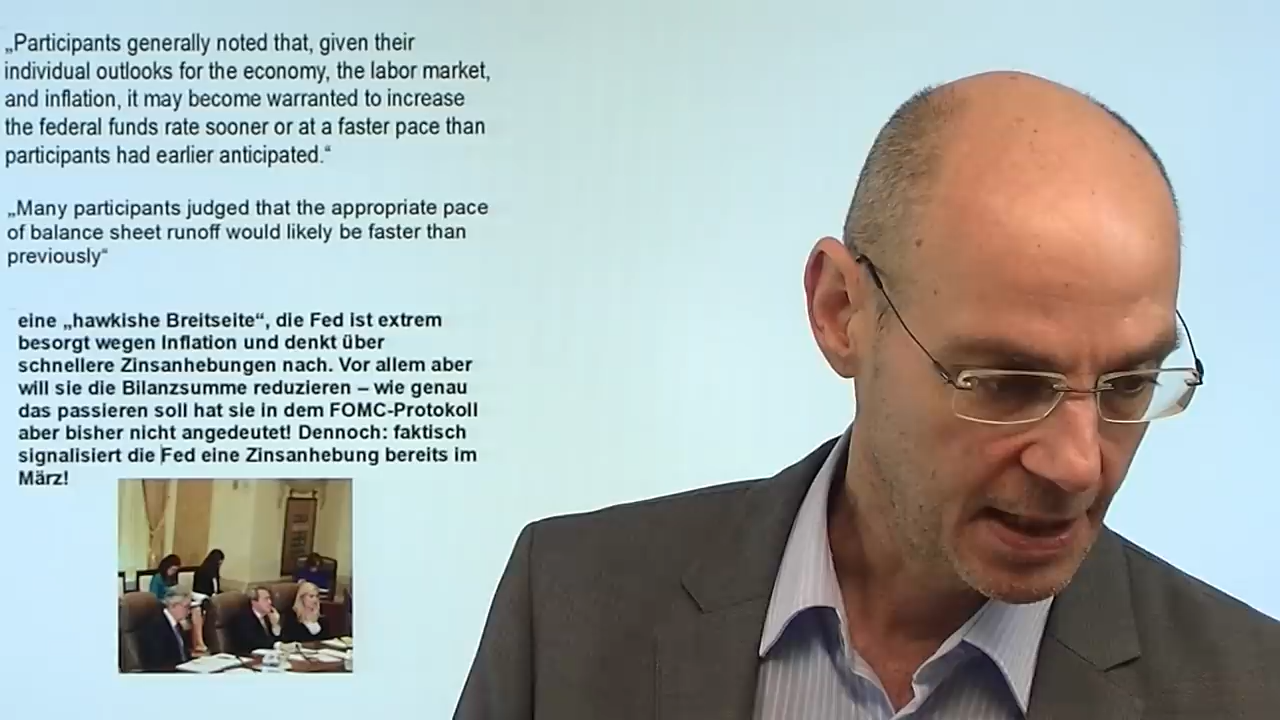 „Participants generally noted that, given their
individual outlooks for the economy, the labor market,
and inflation, it may become warranted to increase
the federal funds rate sooner or at a faster pace than
participants had earlier anticipated.“
„Many participants judged that the appropriate pace
of balance sheet runoff would likely be faster than
previously“
eine „hawkishe Breitseite“, die Fed ist extrem
besorgt wegen Inflation und denkt über
schnellere Zinsanhebungen nach. Vor allem aber
will sie die Bilanzsumme reduzieren – wie genau
das passieren soll hat sie in dem FOMC-Protokoll
aber bisher nicht angedeutet! Dennoch: faktisch
signalisiert die Fed eine Zinsanhebung bereits im
März!